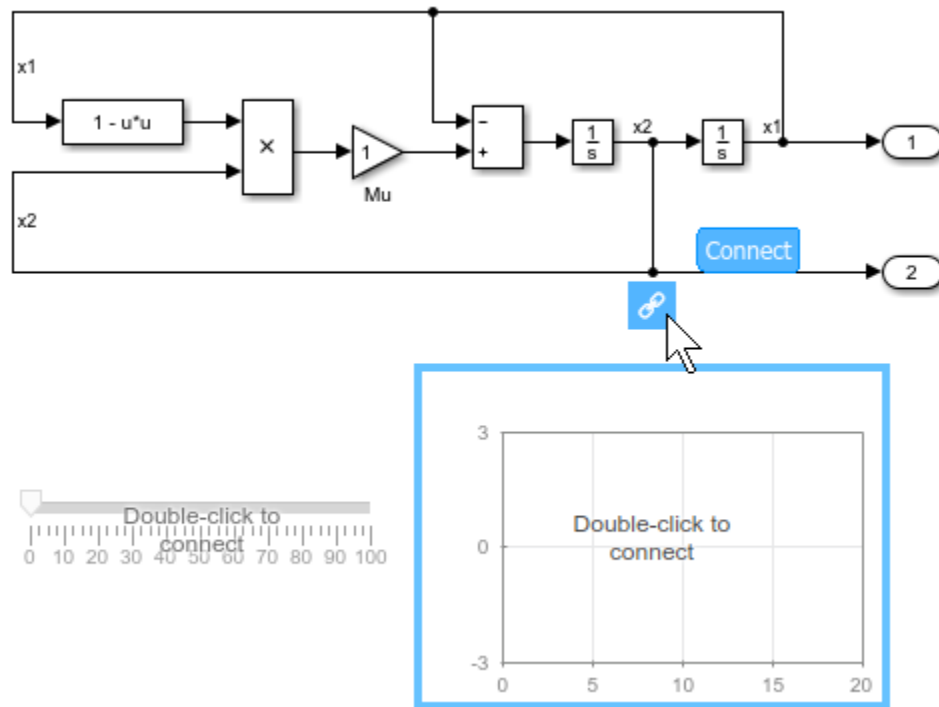 x1
1 - u*u
×
1
Mu
−
+
1
s
x2
1
s
x1
1
x2
Connect
2
Double-click to
connect
0 10 20 30 40 50 60 70 80 90 100
3
0
-3
Double-click to
connect
0 5 10 15 20